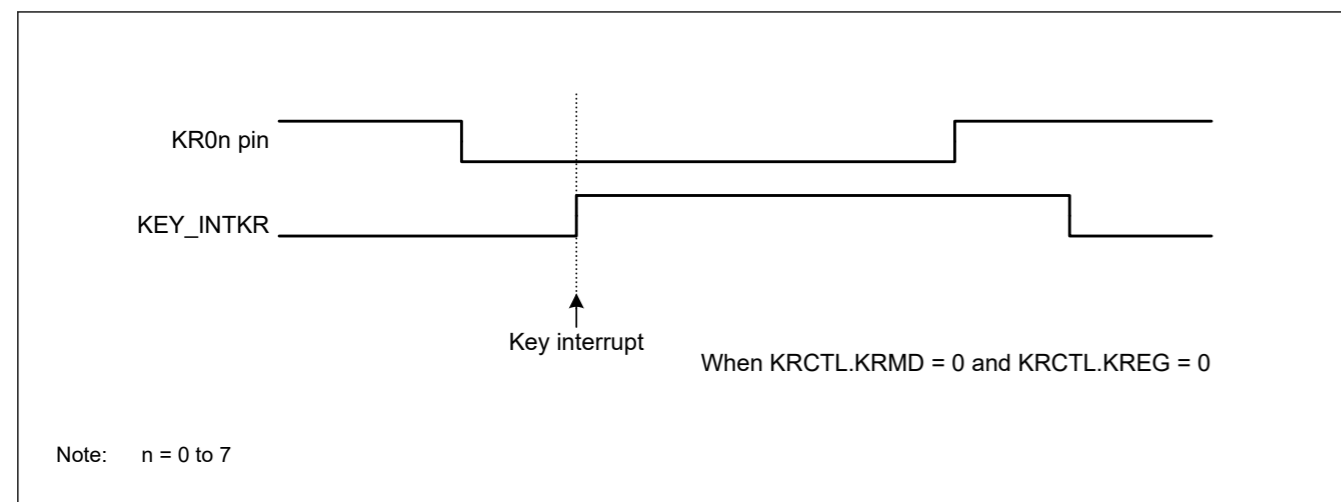 KR0n pin
KEY_INTKR
Key interrupt
When KRCTL.KRMD = 0 and KRCTL.KREG = 0
Note: n = 0 to 7